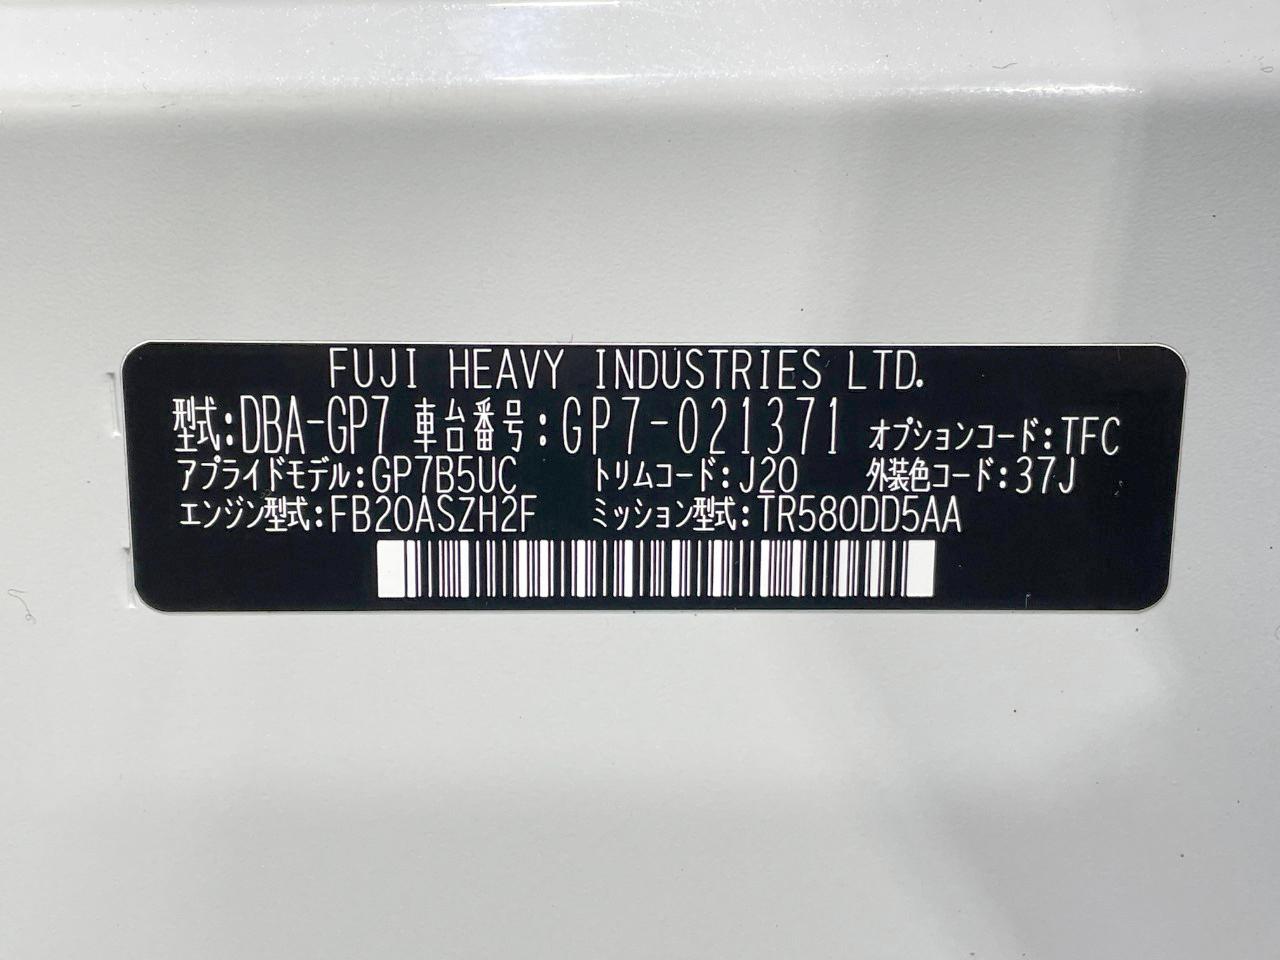 FUJI HEAVY INDUSTRIES LTD.
型式:DBA-GP7 車台番号:GP7-021371 オプションコード:TFC
アプライドモデル:GP7B5UC トリムコード:J20 外装色コード:37J
エンジン型式:FB20ASZH2F ミッション型式:TR580DD5AA